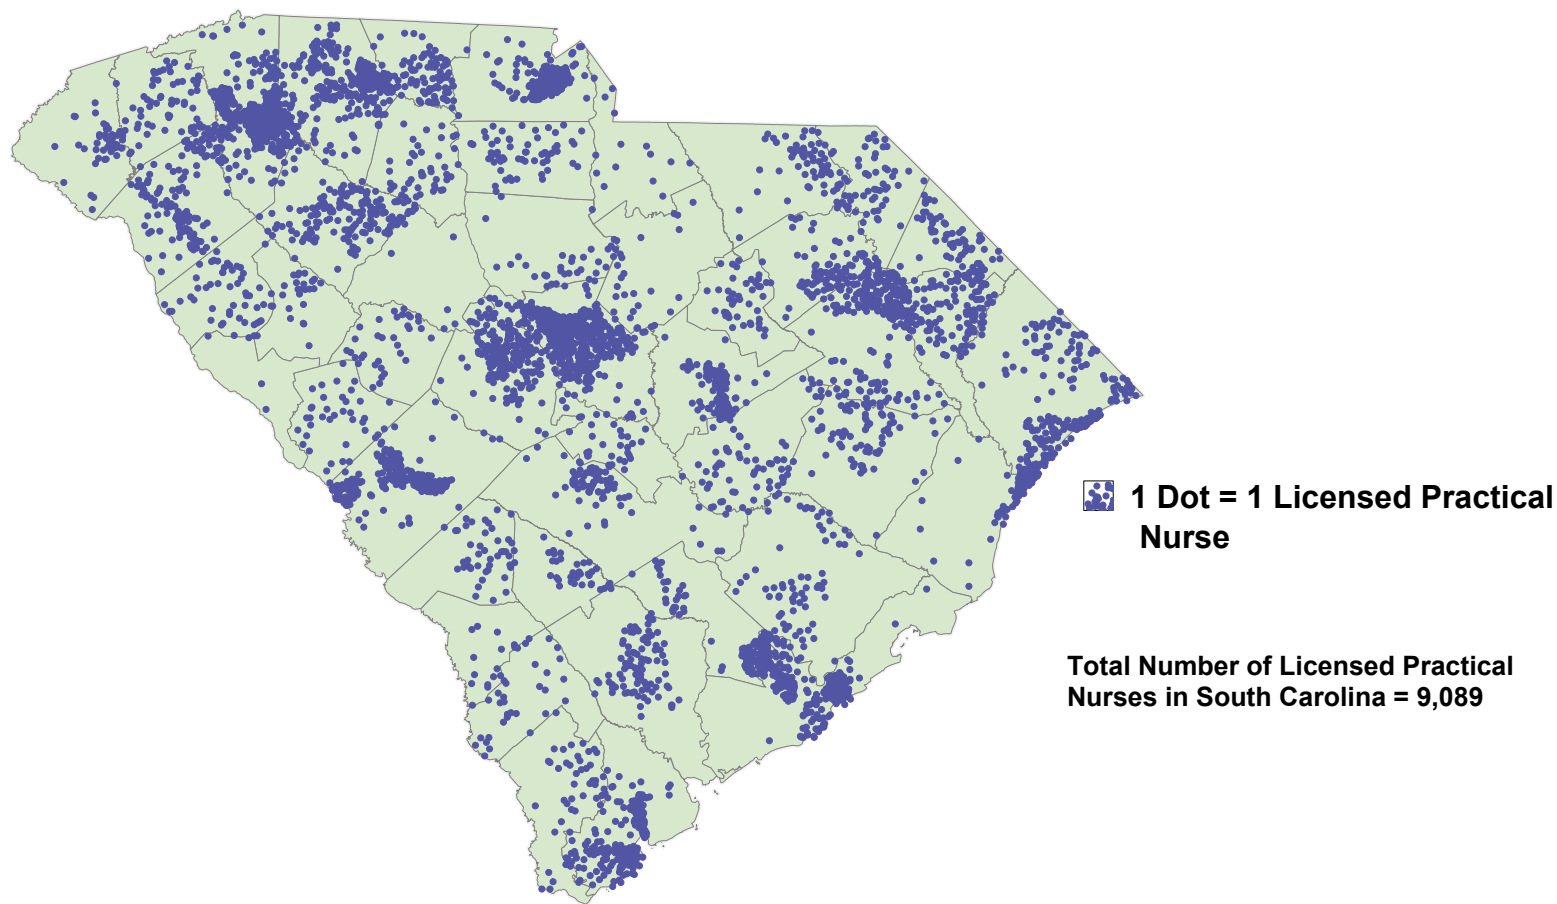 1 Dot = 1 Licensed Practical
Nurse
Total Number of Licensed Practical
Nurses in South Carolina = 9,089